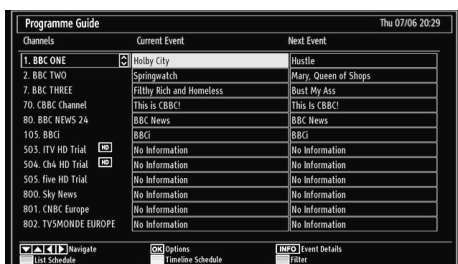 Programme Guide Thu 07/06 20:29
Channels Current Event Next Event
1. BBC ONE Holby City Hustle
2. BBC TWO Springwatch Mary, Queen of Shops
7. BBC THREE Filthy Rich and Homeless Bust My Ass
70. CBBC Channel This is CBBC! This Is CBBC!
80. BBC NEWS 24 BBC News BBC News
105. BBCi BBCi BBCi
503. ITV HD Trial HD No Information No Information
504. Ch4 HD Trial HD No Information No Information
505. five HD Trial No Information No Information
800. Sky News No Information No Information
801. CNBC Europe No Information No Information
802. TV5MONDE EUROPE No Information No Information
Navigate OK Options INFO Event Details
List Schedule Timeline Schedule Filter